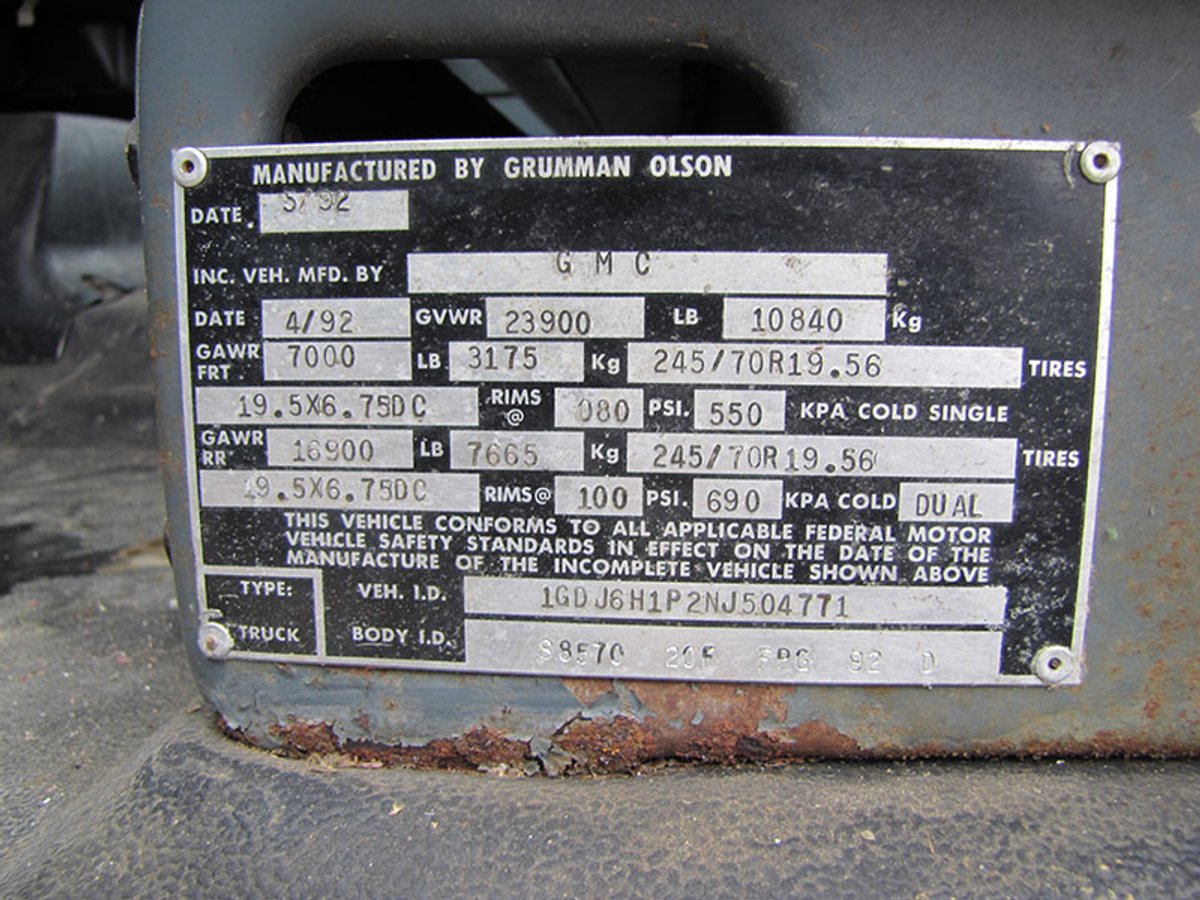 MANUFACTURED BY GRUMMAN OLSON
DATE 5/92
INC. VEH. MFD. BY G M C
DATE 4/92 GVWR 23900 LB 10840 Kg
GAWR FRT. 7000 LB 3175 Kg 245/70R19.56 TIRES
19.5X6.75DC RIMS @ 080 PSI. 550 KPA COLD SINGLE
GAWR RR 16900 LB 7665 Kg 245/70R19.56 TIRES
19.5X6.75DC RIMS @ 100 PSI. 690 KPA COLD DUAL
THIS VEHICLE CONFORMS TO ALL APPLICABLE FEDERAL MOTOR
VEHICLE SAFETY STANDARDS IN EFFECT ON THE DATE OF THE
MANUFACTURE OF THE INCOMPLETE VEHICLE SHOWN ABOVE
TYPE: VEH. I.D. 1GDJ6H1P2NJ504771
TRUCK BODY I.D. S8570 92 D